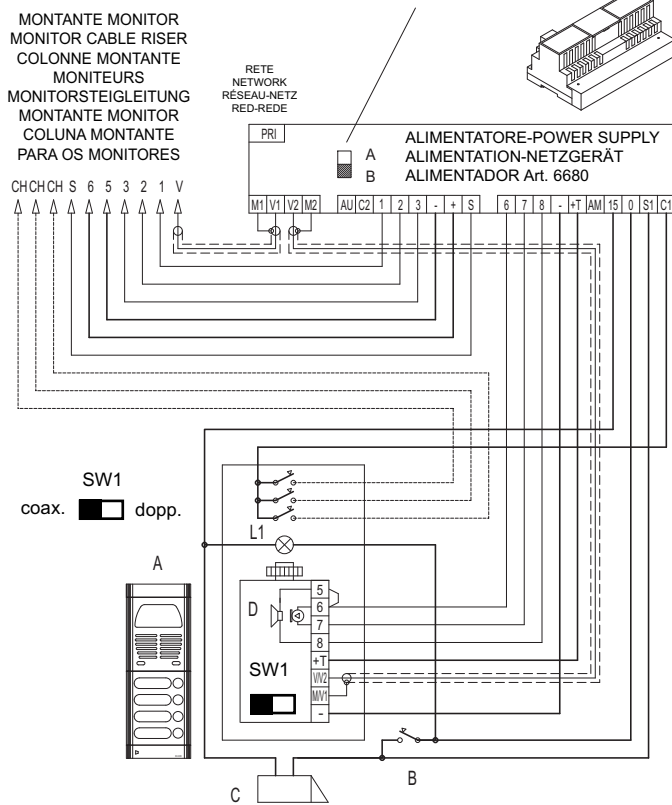 MONTANTE MONITOR
MONITOR CABLE RISER
COLONNE MONTANTE
MONITEURS
MONITORSTEIGLEITUNG
MONTANTE MONITOR
COLUNA MONTANTE
PARA OS MONITORES
RETE
NETWORK
RÉSEAU-NETZ
RED-REDE
PRI
A
B
ALIMENTATORE-POWER SUPPLY
ALIMENTATION-NETZGERÄT
ALIMENTADOR Art. 6680
CH CH CH S 6 5 3 2 1 V
M1 V1 V2 M2 AU C2 1 2 3 - + S 6 7 8 - +T AM 15 0 S1 C1
SW1
coax. dopp.
L1
A
D
5
6
7
8
+T
V/V2
M/V1
-
SW1
B
C